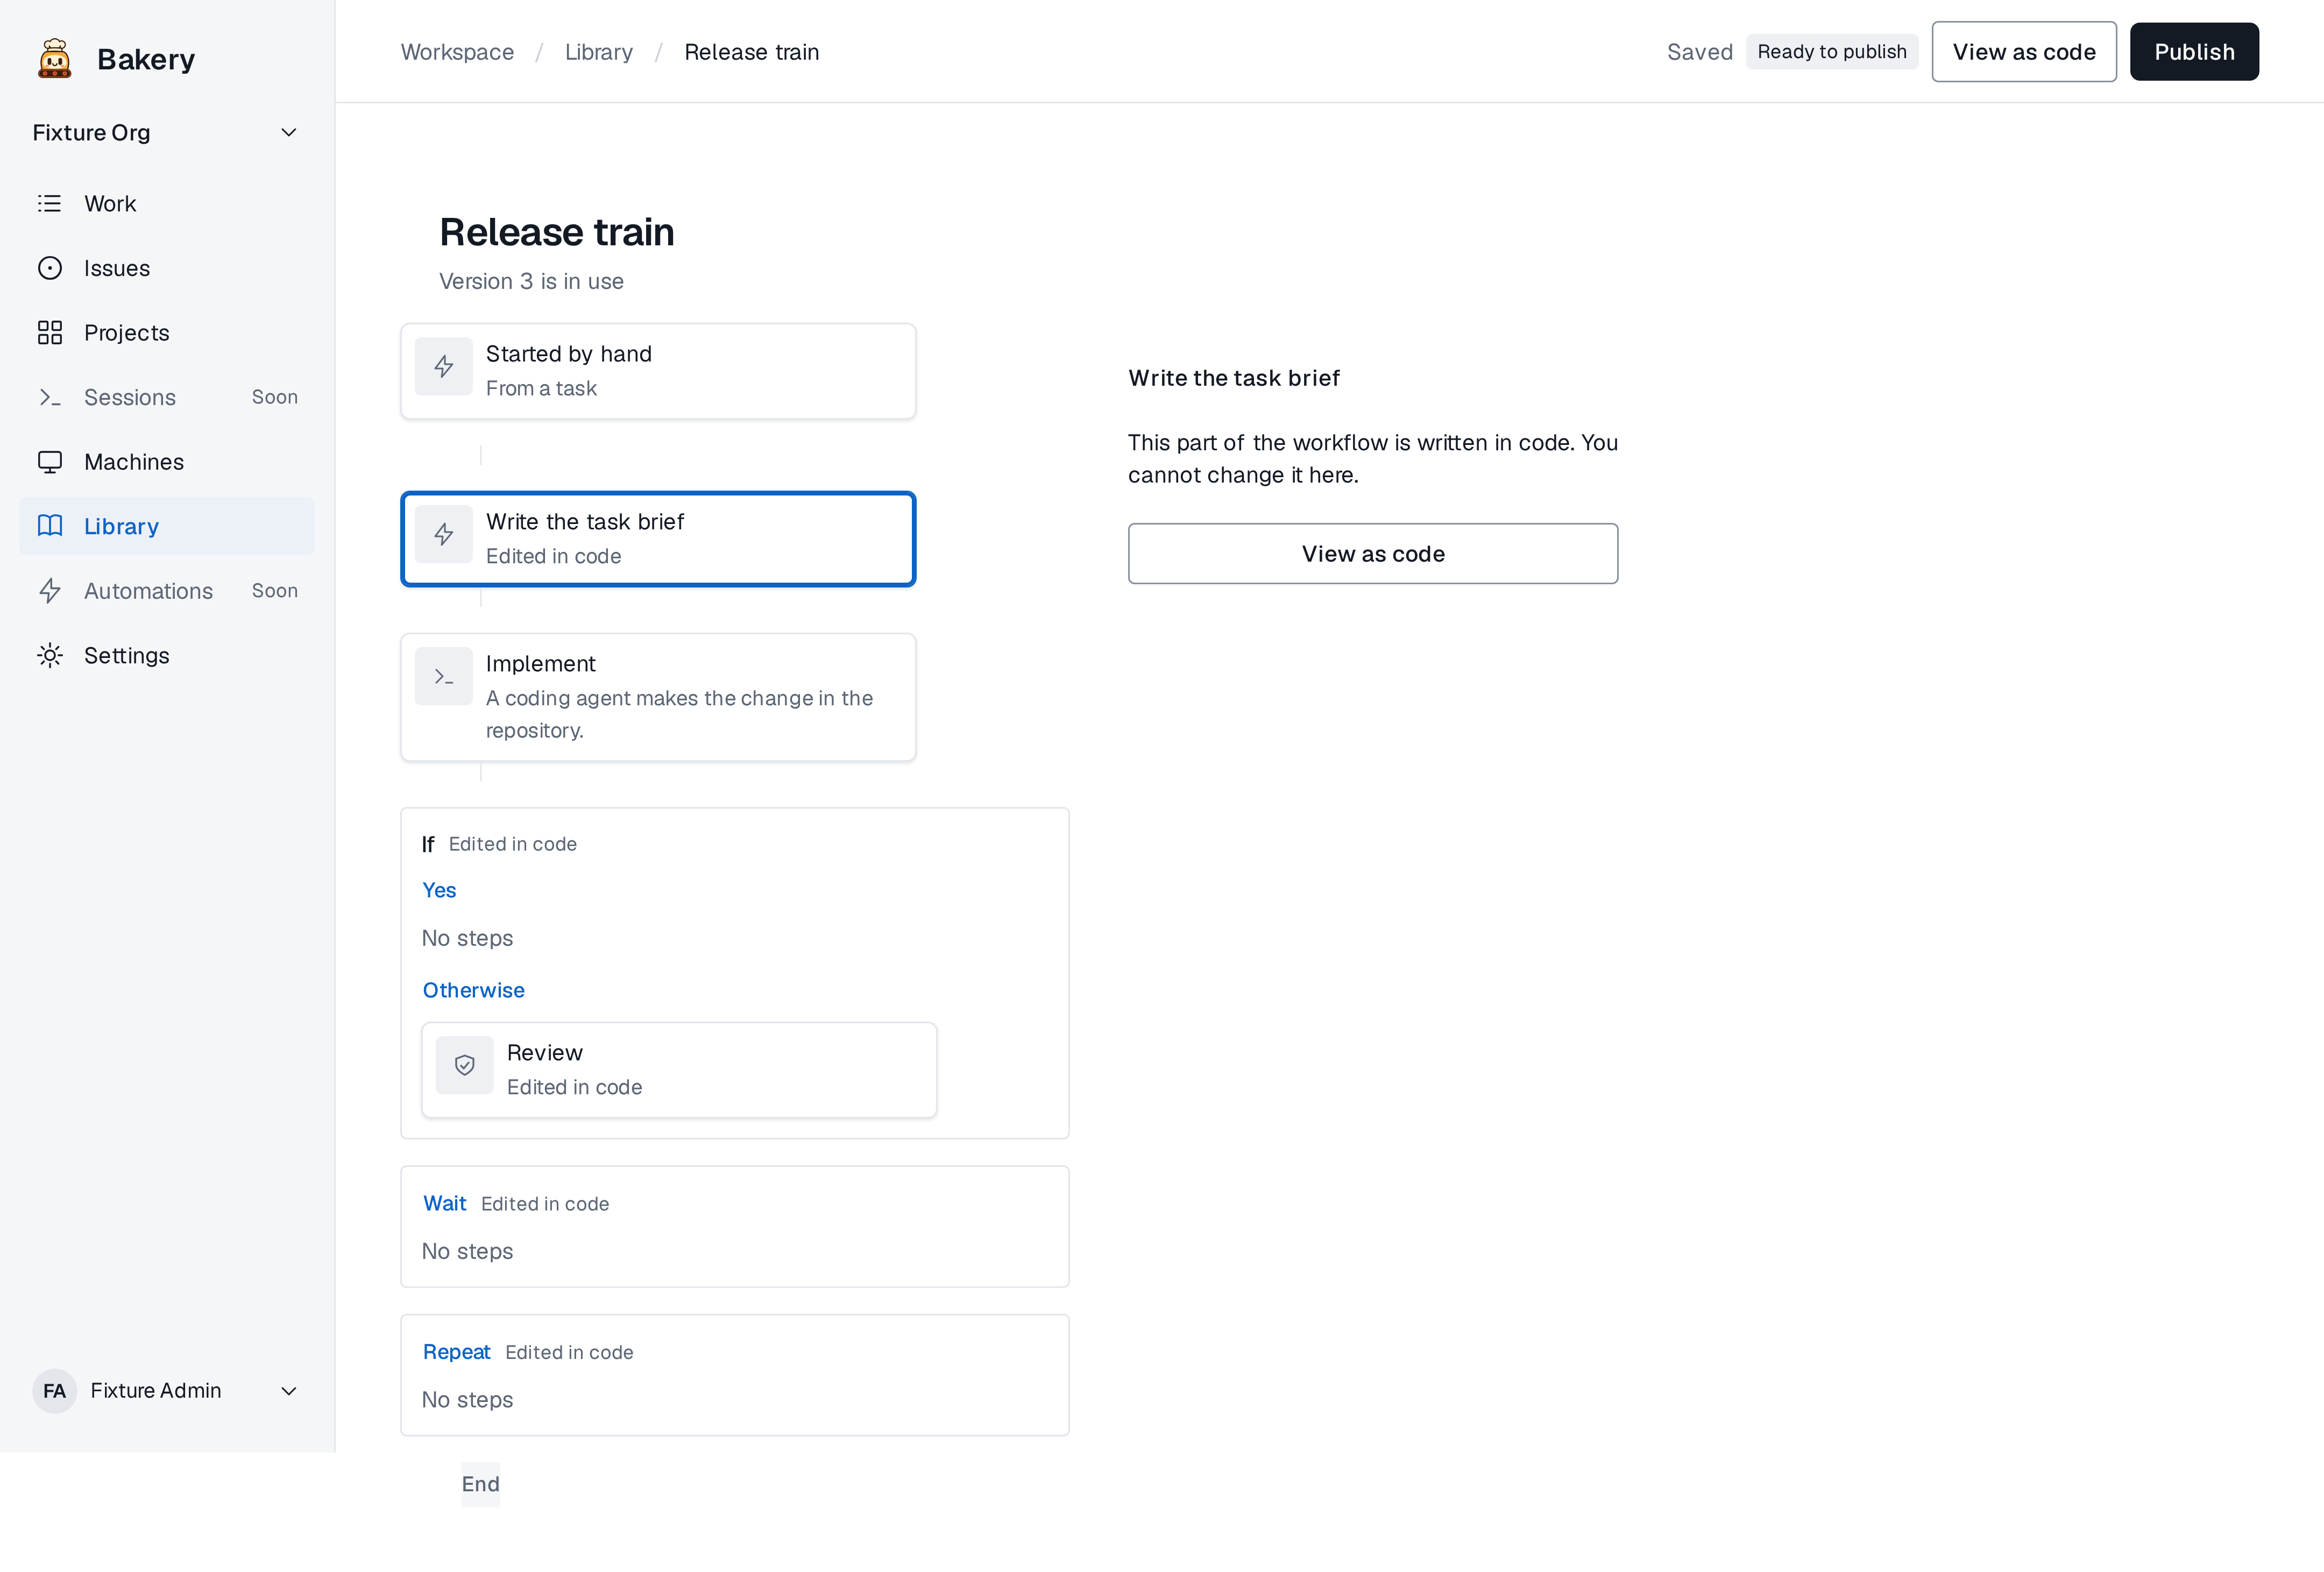 Bakery
Fixture Org
Work
Issues
Projects
Sessions Soon
Machines
Library
Automations Soon
Settings
FA Fixture Admin
Workspace / Library / Release train
Saved Ready to publish View as code Publish
Release train
Version 3 is in use
Started by hand
From a task
Write the task brief
Edited in code
Implement
A coding agent makes the change in the
repository.
If Edited in code
Yes
No steps
Otherwise
Review
Edited in code
Wait Edited in code
No steps
Repeat Edited in code
No steps
End
Write the task brief
This part of the workflow is written in code. You
cannot change it here.
View as code